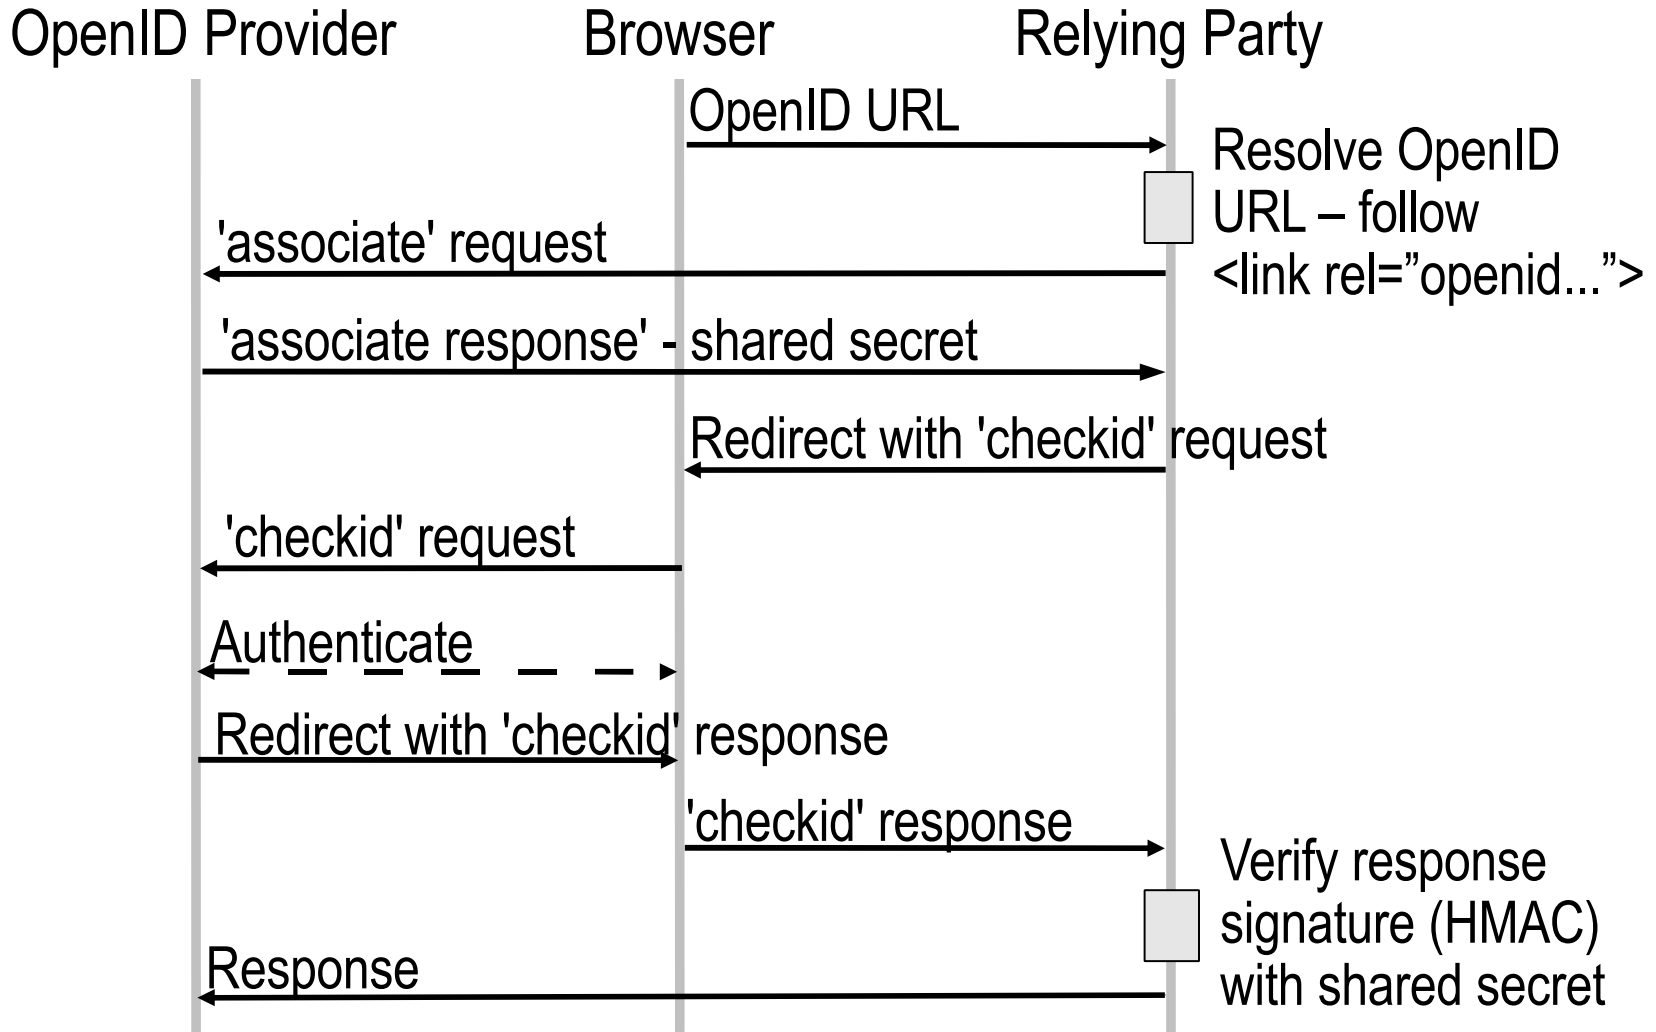 OpenID Provider
Browser
Relying Party
OpenID URL
Resolve OpenID
URL – follow
<link rel=”openid...”>
'associate' request
'associate response' - shared secret
Redirect with 'checkid' request
'checkid' request
Authenticate
Redirect with 'checkid' response
'checkid' response
Verify response
signature (HMAC)
with shared secret
Response